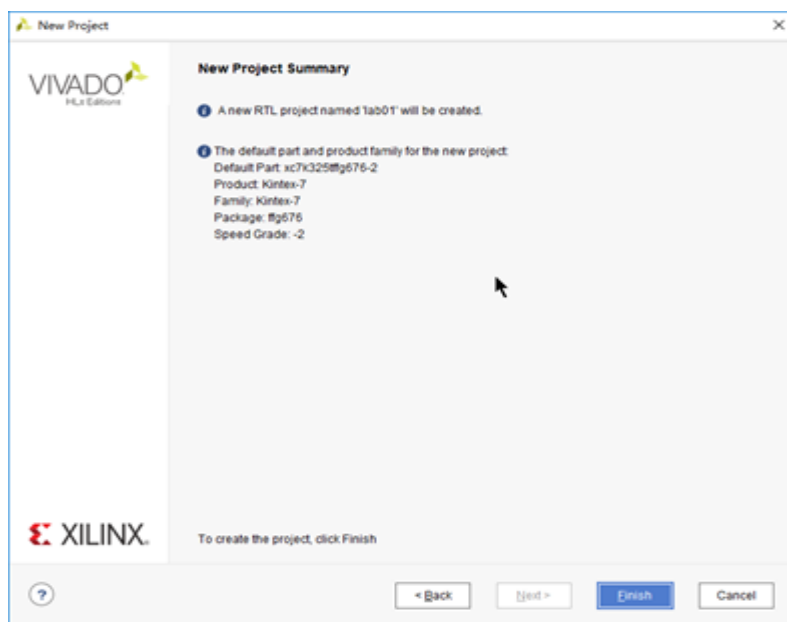 New Project
VIVADO
HLx Editions
New Project Summary
A new RTL project named 'lab01' will be created.
The default part and product family for the new project:
Default Part: xc7k325tffg676-2
Product: Kintex-7
Family: Kintex-7
Package: ffg676
Speed Grade: -2
XILINX
To create the project, click Finish
?
< Back
Next >
Finish
Cancel